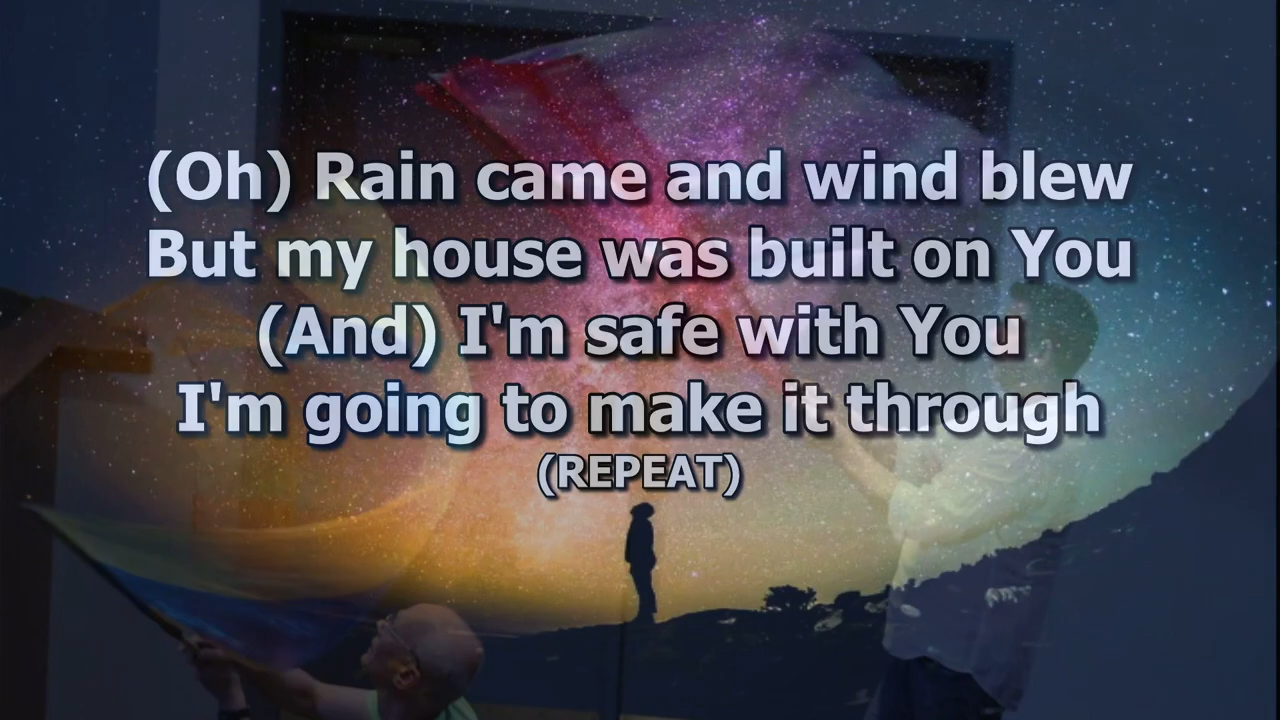 (Oh) Rain came and wind blew
But my house was built on You
(And) I'm safe with You
I'm going to make it through
(REPEAT)